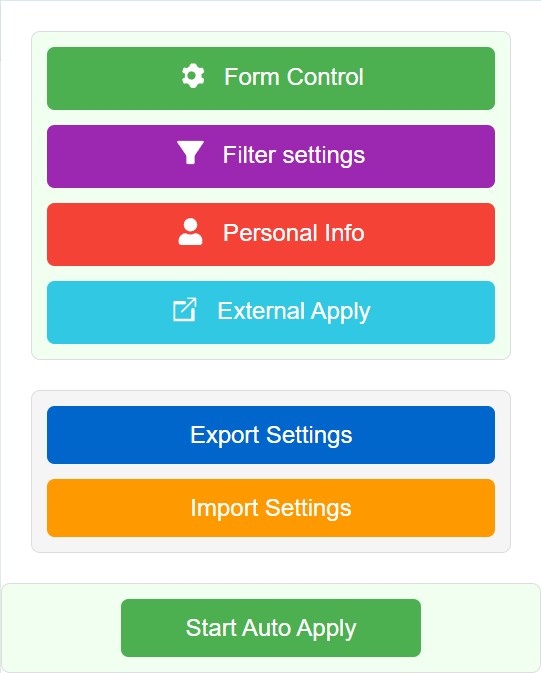 Form Control
Filter settings
Personal Info
External Apply
Export Settings
Import Settings
Start Auto Apply